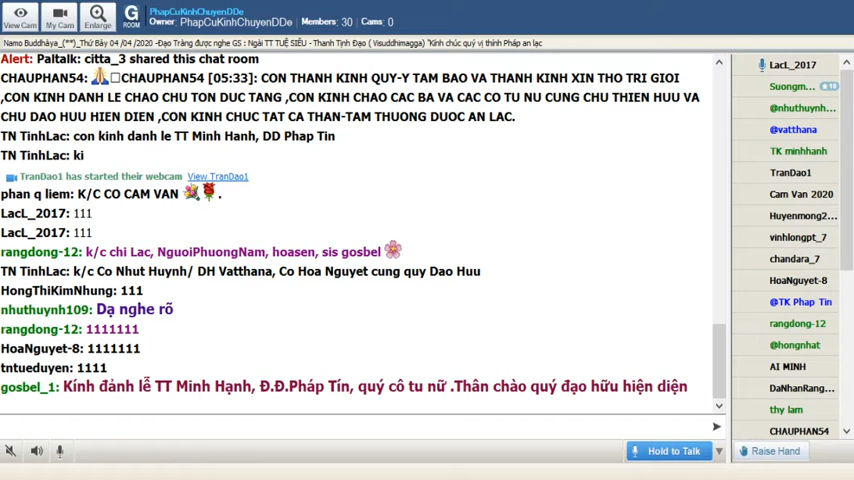 View Cam
My Cam
Enlarge
G
ROOM
PhapCuKinhChuyenDDe
Owner: PhapCuKinhChuyenDDe / Members: 30 / Cams: 0
Namo Buddhàya_(**)_Thứ Bảy 04 /04 /2020 -Đạo Tràng được nghe GS : Ngài TT TUỆ SIÊU - Thanh Tịnh Đạo ( Visuddhimagga) "Kính chúc quý vị thính Pháp an lạc
Alert: Paltalk: citta_3 shared this chat room
CHAUPHAN54: CHAUPHAN54 [05:33]: CON THANH KINH QUY-Y TAM BAO VA THANH KINH XIN THO TRI GIOI
,CON KINH DANH LE CHAO CHU TON DUC TANG ,CON KINH CHAO CAC BA VA CAC CO TU NU CUNG CHU THIEN HUU VA
CHU DAO HUU HIEN DIEN ,CON KINH CHUC TAT CA THAN-TAM THUONG DUOC AN LAC.
TN TinhLac: con kinh danh le TT Minh Hanh, DD Phap Tin
TN TinhLac: ki
TranDao1 has started their webcam View TranDao1
phan q liem: K/C CO CAM VAN .
LacL_2017: 111
LacL_2017: 111
rangdong-12: k/c chi Lac, NguoiPhuongNam, hoasen, sis gosbel
TN TinhLac: k/c Co Nhut Huynh/ DH Vatthana, Co Hoa Nguyet cung quy Dao Huu
HongThiKimNhung: 111
nhuthuynh109: Dạ nghe rõ
rangdong-12: 1111111
HoaNguyet-8: 1111111
tntueduyen: 1111
gosbel_1: Kính đảnh lễ TT Minh Hạnh, Đ.Đ.Pháp Tín, quý cô tu nữ .Thân chào quý đạo hữu hiện diện
Hold to Talk
Raise Hand
LacL_2017
Suongm... 10
@nhuthuynh...
@vatthana
TK minhhanh
TranDao1
Cam Van 2020
Huyenmong2...
vinhlongpt_7
chandara_7
HoaNguyet-8
@TK Phap Tin
rangdong-12
@hongnhat
AI MINH
DaNhanRang...
thy lam
CHAUPHAN54